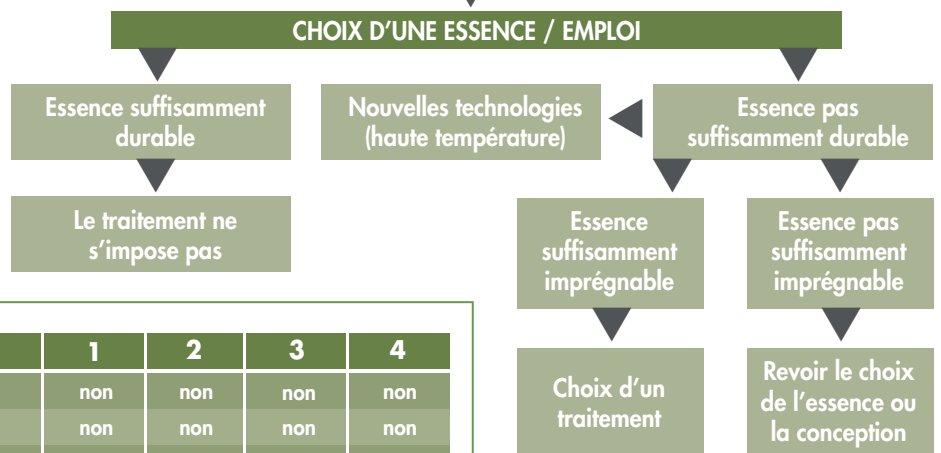 CHOIX D'UNE ESSENCE / EMPLOI
Essence suffisamment
durable
Nouvelles technologies
(haute température)
Essence pas
suffisamment durable
Le traitement ne
s'impose pas
Essence
suffisamment
imprégnable
Essence pas
suffisamment
imprégnable
Choix d'un
traitement
Revoir le choix
de l'essence ou
la conception
1 2 3 4
non non non non
non non non non